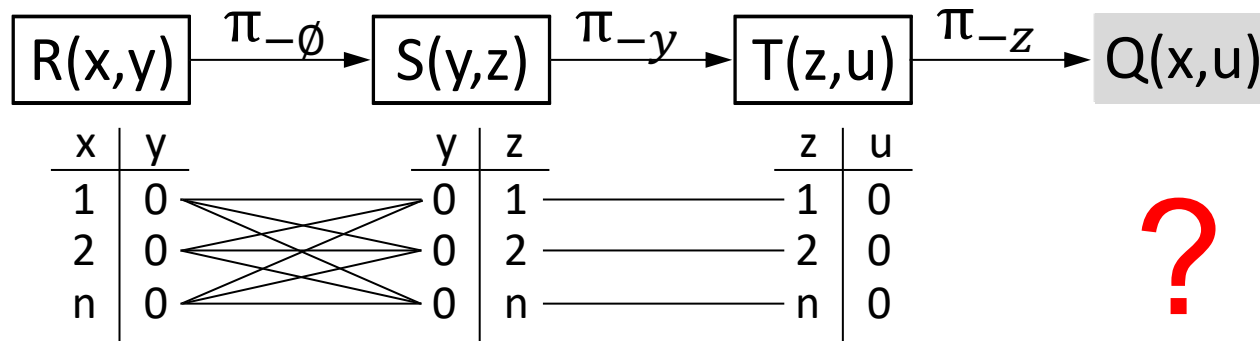 π₋∅ π₋y π₋z
R(x,y) S(y,z) T(z,u) Q(x,u)
x y y z z u
1 0 0 1 1 0
2 0 0 2 2 0
n 0 0 n n 0
?